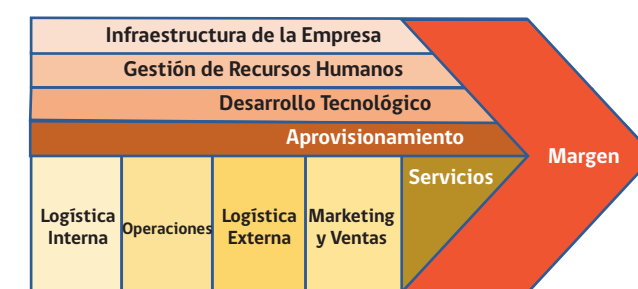 Infraestructura de la Empresa
Gestión de Recursos Humanos
Desarrollo Tecnológico
Aprovisionamiento
Margen
Servicios
Logística
Interna
Operaciones
Logística
Externa
Marketing
y Ventas